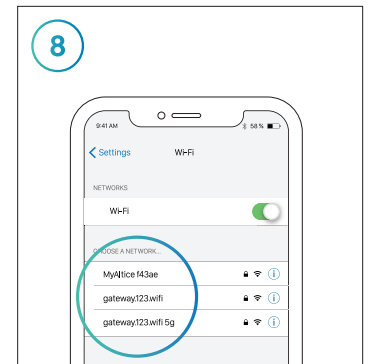 8
9:41 AM 58 %
Settings Wi-Fi
NETWORKS
Wi-Fi
CHOOSE A NETWORK...
MyAltice f43ae
gateway.123.wifi
gateway.123.wifi 5g